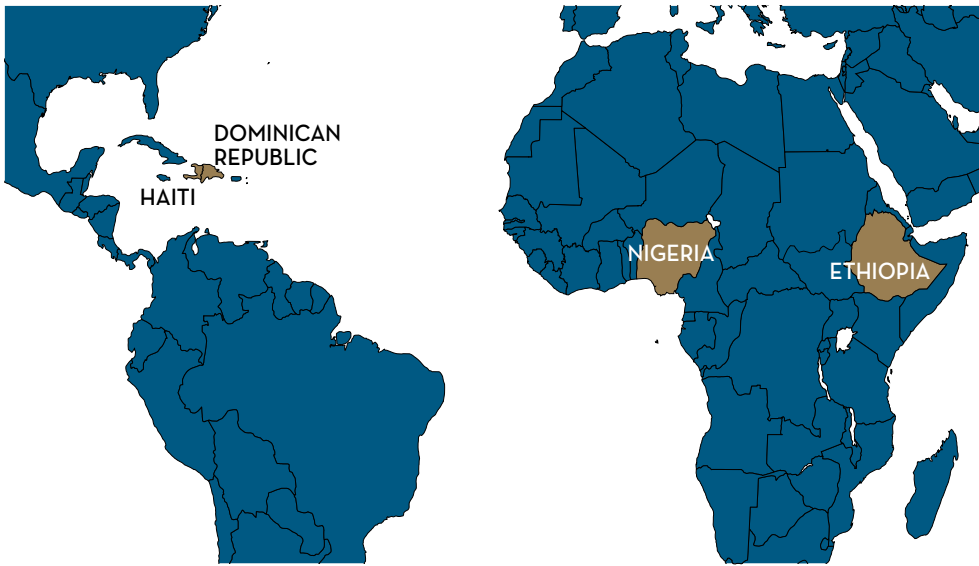 DOMINICAN
REPUBLIC
HAITI
NIGERIA
ETHIOPIA